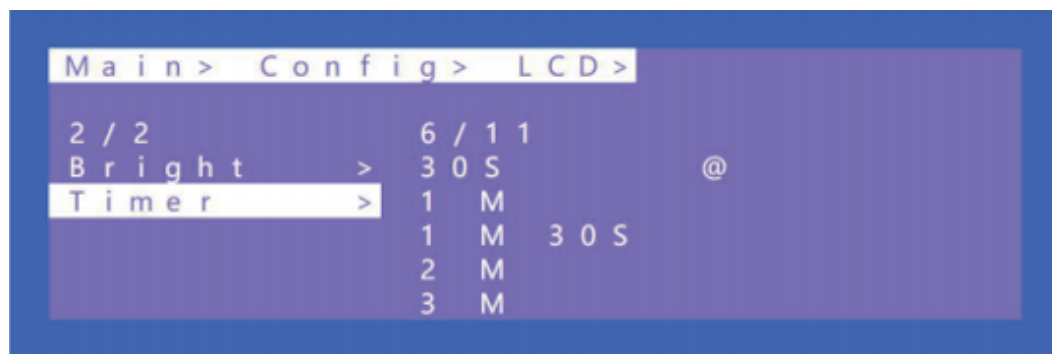 Main> Config> LCD>
2/2 6/11
Bright > 30S @
Timer > 1 M
1 M 30S
2 M
3 M